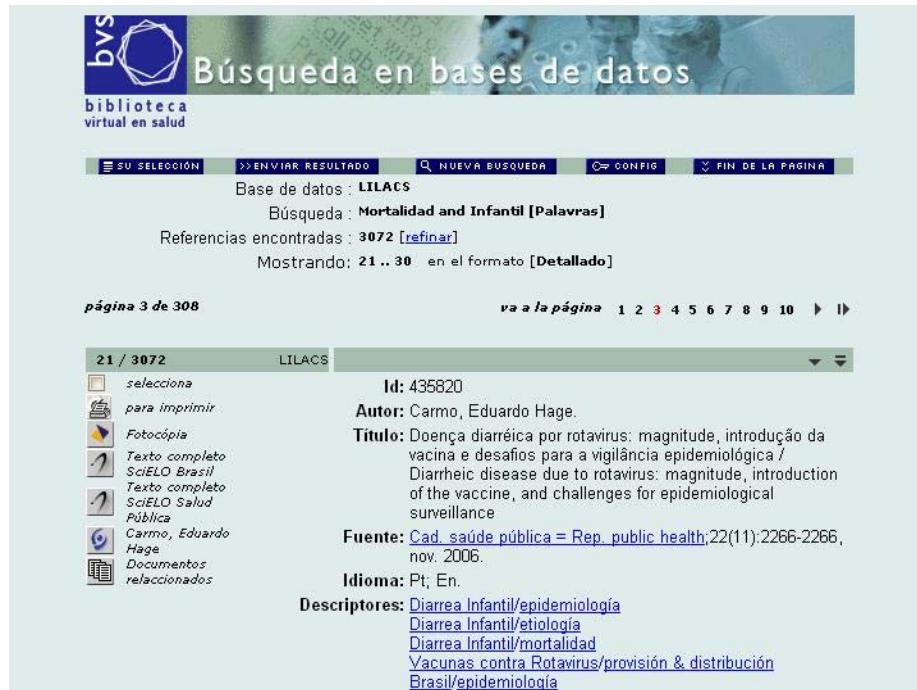 bvs
Búsqueda en bases de datos
biblioteca
virtual en salud
SU SELECCIÓN >>ENVIAR RESULTADO NUEVA BUSQUEDA CONFIG FIN DE LA PAGINA
Base de datos : LILACS
Búsqueda : Mortalidad and Infantil [Palavras]
Referencias encontradas : 3072 [refinar]
Mostrando: 21 .. 30 en el formato [Detallado]
página 3 de 308 va a la página 1 2 3 4 5 6 7 8 9 10
21 / 3072 LILACS
selecciona
para imprimir
Fotocópia
Texto completo
SciELO Brasil
Texto completo
SciELO Salud
Pública
Carmo, Eduardo
Hage
Documentos
relaccionados
Id: 435820
Autor: Carmo, Eduardo Hage.
Título: Doença diarréica por rotavirus: magnitude, introdução da
vacina e desafios para a vigilância epidemiológica /
Diarrheic disease due to rotavirus: magnitude, introduction
of the vaccine, and challenges for epidemiological
surveillance
Fuente: Cad. saúde pública = Rep. public health;22(11):2266-2266,
nov. 2006.
Idioma: Pt; En.
Descriptores: Diarrea Infantil/epidemiología
Diarrea Infantil/etiología
Diarrea Infantil/mortalidad
Vacunas contra Rotavirus/provisión & distribución
Brasil/epidemiología